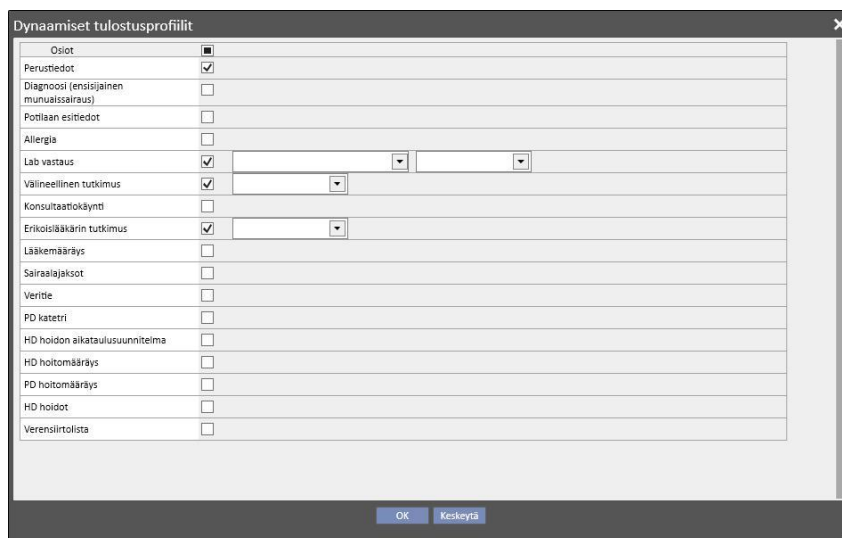 Dynaamiset tulostusprofiilit
Osiot
Perustiedot
Diagnoosi (ensisijainen
munuaissairaus)
Potilaan esitiedot
Allergia
Lab vastaus
Välineellinen tutkimus
Konsultaatiokäynti
Erikoislääkärin tutkimus
Lääkemääräys
Sairaalajaksot
Veritie
PD katetri
HD hoidon aikataulusuunnitelma
HD hoitomääräys
PD hoitomääräys
HD hoidot
Verensiirtolista
OK Keskeytä